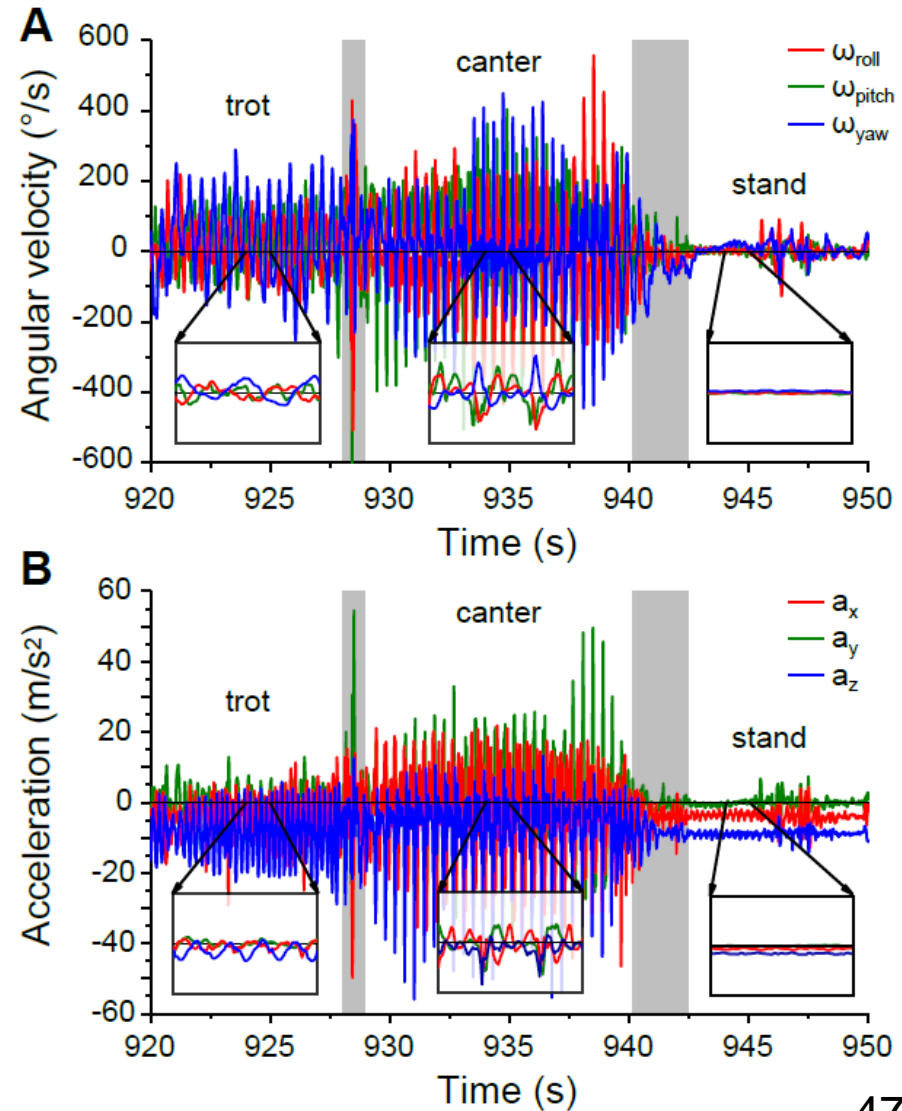 A
600
400
200
0
-200
-400
-600
Angular velocity (°/s)
trot
canter
stand
ω_roll
ω_pitch
ω_yaw
920 925 930 935 940 945 950
Time (s)
B
60
40
20
0
-20
-40
-60
Acceleration (m/s²)
trot
canter
stand
a_x
a_y
a_z
920 925 930 935 940 945 950
Time (s)
47